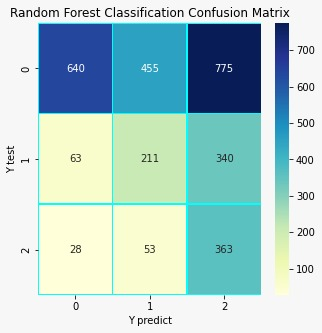 Random Forest Classification Confusion Matrix
0 640 455 775
1 63 211 340
2 28 53 363
0 1 2
Y test
Y predict
700
600
500
400
300
200
100